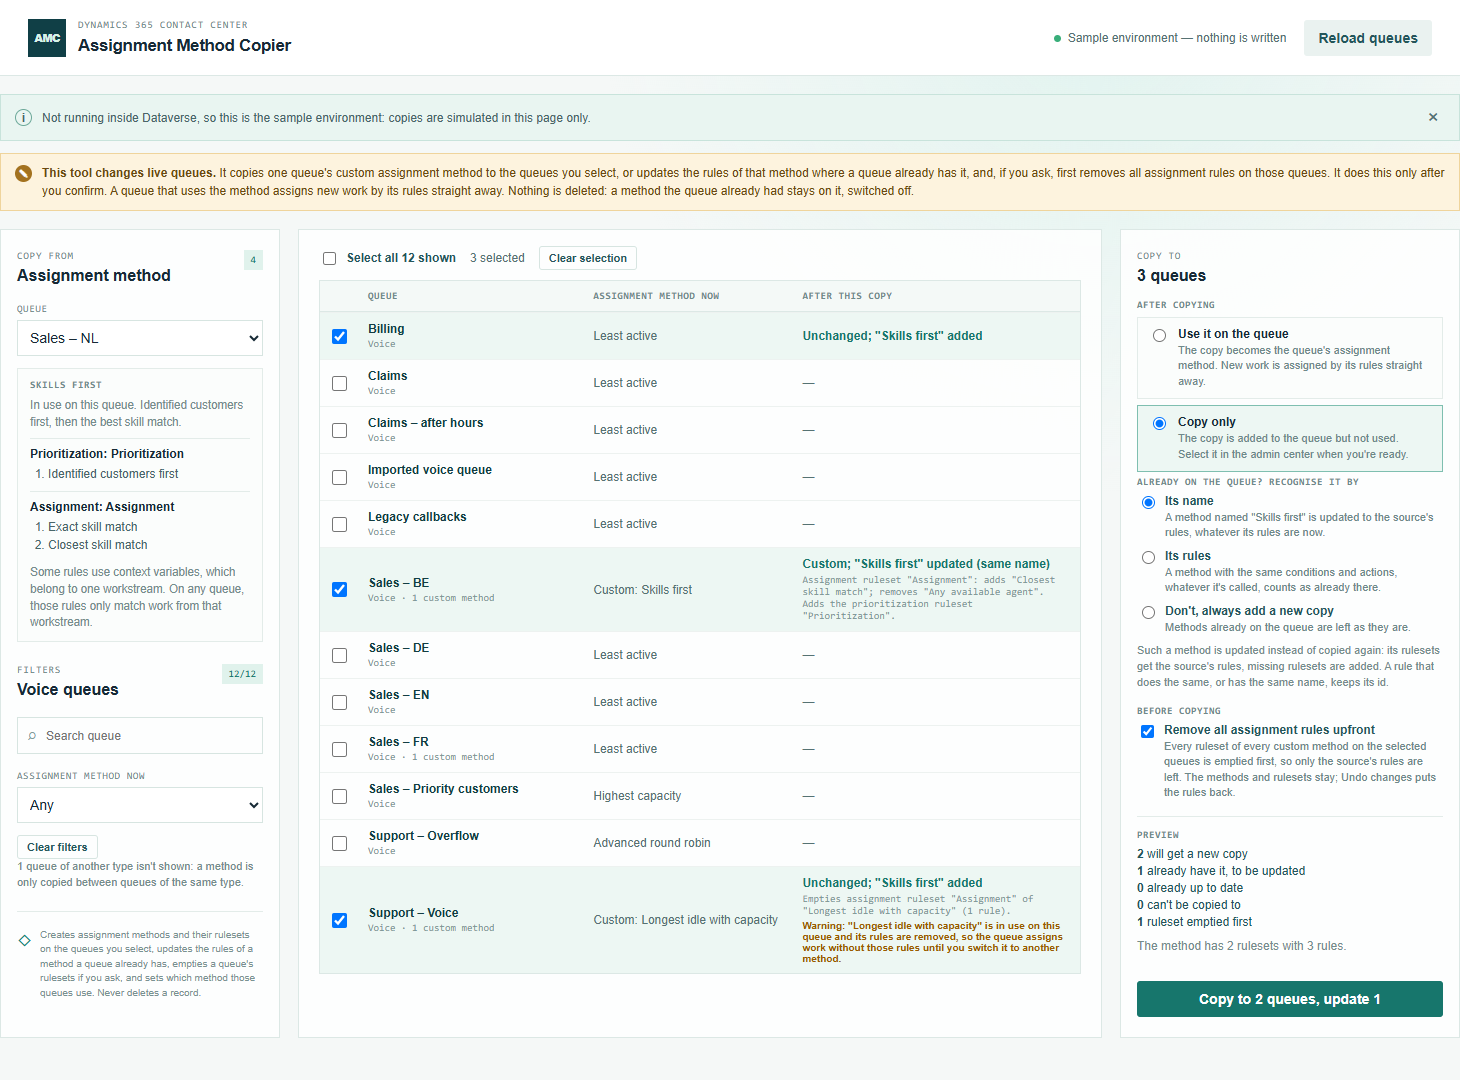 AMC
DYNAMICS 365 CONTACT CENTER
Assignment Method Copier
Sample environment — nothing is written
Reload queues
Not running inside Dataverse, so this is the sample environment: copies are simulated in this page only.
This tool changes live queues. It copies one queue's custom assignment method to the queues you select, or updates the rules of that method where a queue already has it, and, if you ask, first removes all assignment rules on those queues. It does this only after
you confirm. A queue that uses the method assigns new work by its rules straight away. Nothing is deleted: a method the queue already had stays on it, switched off.
COPY FROM
Assignment method
4
QUEUE
Sales – NL
SKILLS FIRST
In use on this queue. Identified customers
first, then the best skill match.
Prioritization: Prioritization
1. Identified customers first
Assignment: Assignment
1. Exact skill match
2. Closest skill match
Some rules use context variables, which
belong to one workstream. On any queue,
those rules only match work from that
workstream.
FILTERS
Voice queues
12/12
Search queue
ASSIGNMENT METHOD NOW
Any
Clear filters
1 queue of another type isn't shown: a method is
only copied between queues of the same type.
Creates assignment methods and their rulesets
on the queues you select, updates the rules of a
method a queue already has, empties a queue's
rulesets if you ask, and sets which method those
queues use. Never deletes a record.
Select all 12 shown
3 selected
Clear selection
QUEUE
ASSIGNMENT METHOD NOW
AFTER THIS COPY
Billing
Voice
Least active
Unchanged; "Skills first" added
Claims
Voice
Least active
—
Claims – after hours
Voice
Least active
—
Imported voice queue
Voice
Least active
—
Legacy callbacks
Voice
Least active
—
Sales – BE
Voice · 1 custom method
Custom: Skills first
Custom; "Skills first" updated (same name)
Assignment ruleset "Assignment": adds "Closest
skill match"; removes "Any available agent".
Adds the prioritization ruleset
"Prioritization".
Sales – DE
Voice
Least active
—
Sales – EN
Voice
Least active
—
Sales – FR
Voice · 1 custom method
Least active
—
Sales – Priority customers
Voice
Highest capacity
—
Support – Overflow
Voice
Advanced round robin
—
Support – Voice
Voice · 1 custom method
Custom: Longest idle with capacity
Unchanged; "Skills first" added
Empties assignment ruleset "Assignment" of
"Longest idle with capacity" (1 rule).
Warning: "Longest idle with capacity" is in use on this
queue and its rules are removed, so the queue assigns
work without those rules until you switch it to another
method.
COPY TO
3 queues
AFTER COPYING
Use it on the queue
The copy becomes the queue's assignment
method. New work is assigned by its rules straight
away.
Copy only
The copy is added to the queue but not used.
Select it in the admin center when you're ready.
ALREADY ON THE QUEUE? RECOGNISE IT BY
Its name
A method named "Skills first" is updated to the source's
rules, whatever its rules are now.
Its rules
A method with the same conditions and actions,
whatever it's called, counts as already there.
Don't, always add a new copy
Methods already on the queue are left as they are.
Such a method is updated instead of copied again: its rulesets
get the source's rules, missing rulesets are added. A rule that
does the same, or has the same name, keeps its id.
BEFORE COPYING
Remove all assignment rules upfront
Every ruleset of every custom method on the selected
queues is emptied first, so only the source's rules are
left. The methods and rulesets stay; Undo changes puts
the rules back.
PREVIEW
2 will get a new copy
1 already have it, to be updated
0 already up to date
0 can't be copied to
1 ruleset emptied first
The method has 2 rulesets with 3 rules.
Copy to 2 queues, update 1